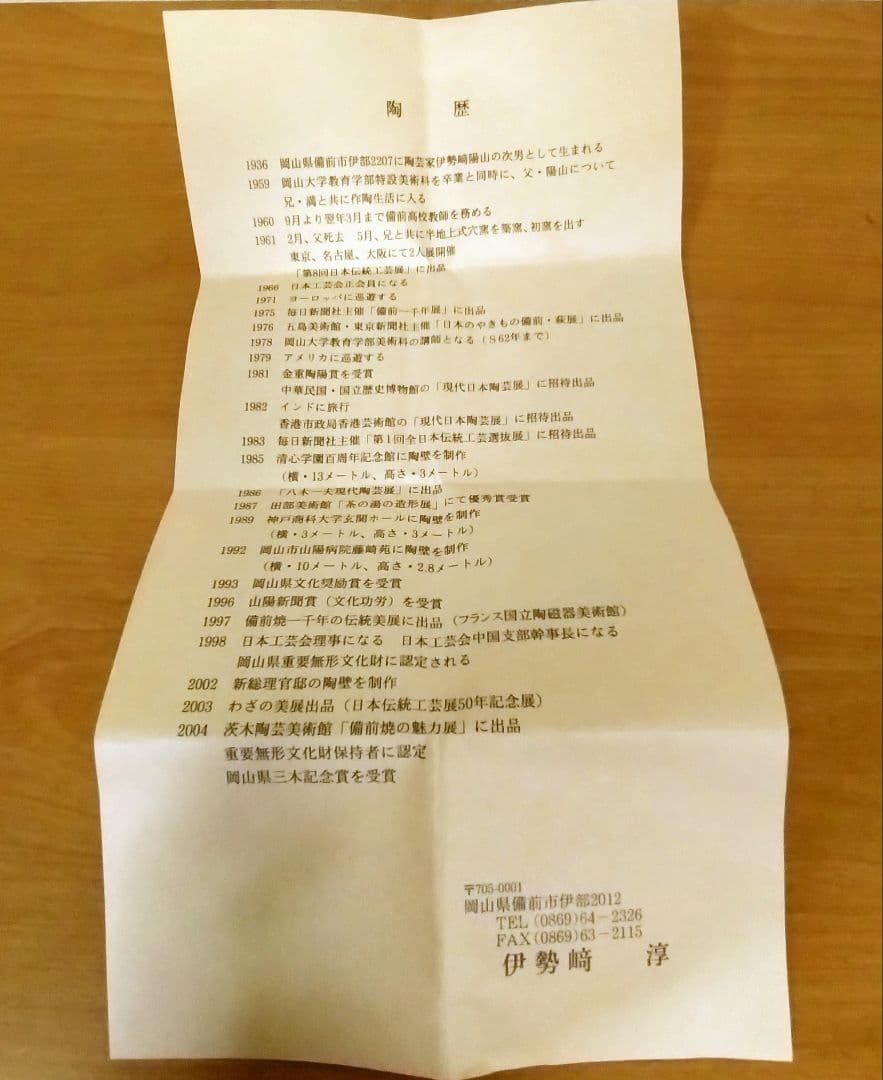 陶歴
1936 岡山県備前市伊部2207に陶芸家伊勢﨑陽山の次男として生まれる
1959 岡山大学教育学部特設美術科を卒業と同時に、父・陽山について
兄・満と共に作陶生活に入る
1960 9月より翌年3月まで備前高校教師を務める
1961 2月、父死去 5月、兄と共に半地上式穴窯を築窯、初窯を出す
東京、名古屋、大阪にて2人展開催
「第8回日本伝統工芸展」に出品
1966 日本工芸会正会員になる
1971 ヨーロッパに巡遊する
1975 毎日新聞社主催「備前一千年展」に出品
1976 五島美術館・東京新聞社主催「日本のやきもの備前・萩展」に出品
1978 岡山大学教育学部美術科の講師となる(S62年まで)
1979 アメリカに巡遊する
1981 金重陶陽賞を受賞
中華民国・国立歴史博物館の「現代日本陶芸展」に招待出品
1982 インドに旅行
香港市政局香港芸術館の「現代日本陶芸展」に招待出品
1983 毎日新聞社主催「第1回全日本伝統工芸選抜展」に招待出品
1985 清心学園百周年記念館に陶壁を制作
(横・13メートル、高さ・3メートル)
1986 「八木一夫現代陶芸展」に出品
1987 田部美術館「茶の湯の造形展」にて優秀賞受賞
1989 神戸商科大学玄関ホールに陶壁を制作
(横・3メートル、高さ・3メートル)
1992 岡山市山陽病院藤崎苑に陶壁を制作
(横・10メートル、高さ・2.8メートル)
1993 岡山県文化奨励賞を受賞
1996 山陽新聞賞(文化功労)を受賞
1997 備前焼一千年の伝統美展に出品(フランス国立陶磁器美術館)
1998 日本工芸会理事になる 日本工芸会中国支部幹事長になる
岡山県重要無形文化財に認定される
2002 新総理官邸の陶壁を制作
2003 わざの美展出品(日本伝統工芸展50年記念展)
2004 茨木陶芸美術館「備前焼の魅力展」に出品
重要無形文化財保持者に認定
岡山県三木記念賞を受賞
〒705-0001
岡山県備前市伊部2012
TEL(0869)64-2326
FAX(0869)63-2115
伊勢﨑 淳